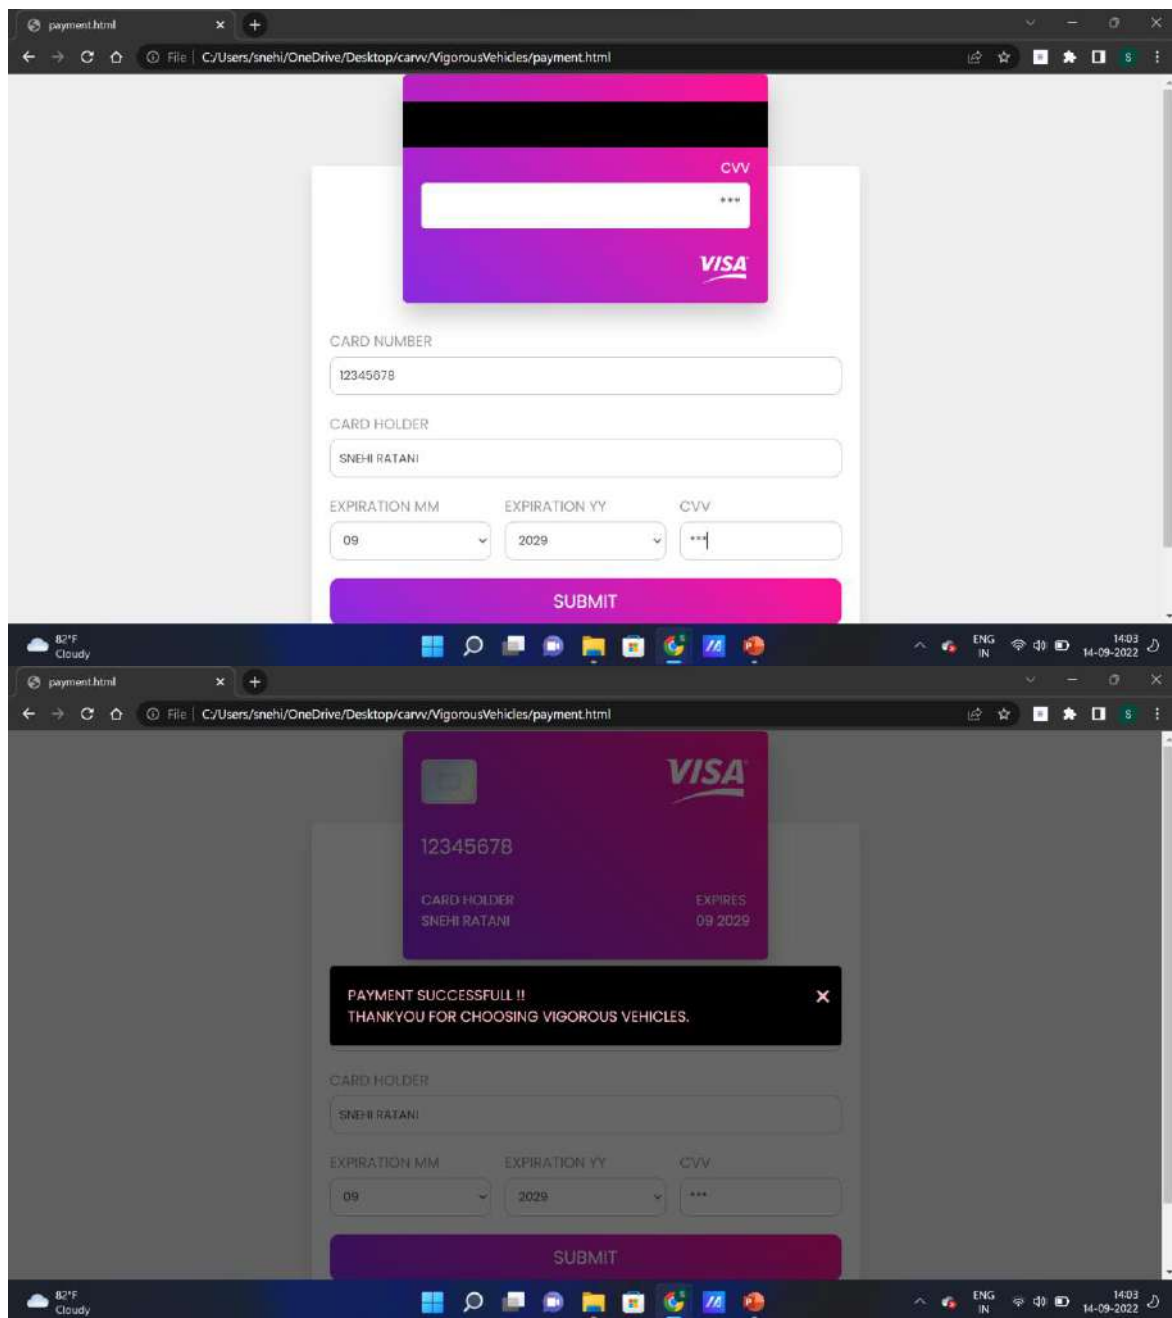 payment.html
File | C:/Users/snehi/OneDrive/Desktop/carvv/VigorousVehicles/payment.html
S
CVV
***
VISA
CARD NUMBER
12345678
CARD HOLDER
SNEHI RATANI
EXPIRATION MM EXPIRATION YY CVV
09 2029 ***
SUBMIT
82°F
Cloudy
ENG
IN
14:03
14-09-2022
payment.html
File | C:/Users/snehi/OneDrive/Desktop/carvv/VigorousVehicles/payment.html
S
VISA
12345678
CARD HOLDER EXPIRES
SNEHI RATANI 09 2029
PAYMENT SUCCESSFULL !!
THANKYOU FOR CHOOSING VIGOROUS VEHICLES.
CARD HOLDER
SNEHI RATANI
EXPIRATION MM EXPIRATION YY CVV
09 2029 ***
SUBMIT
82°F
Cloudy
ENG
IN
14:03
14-09-2022